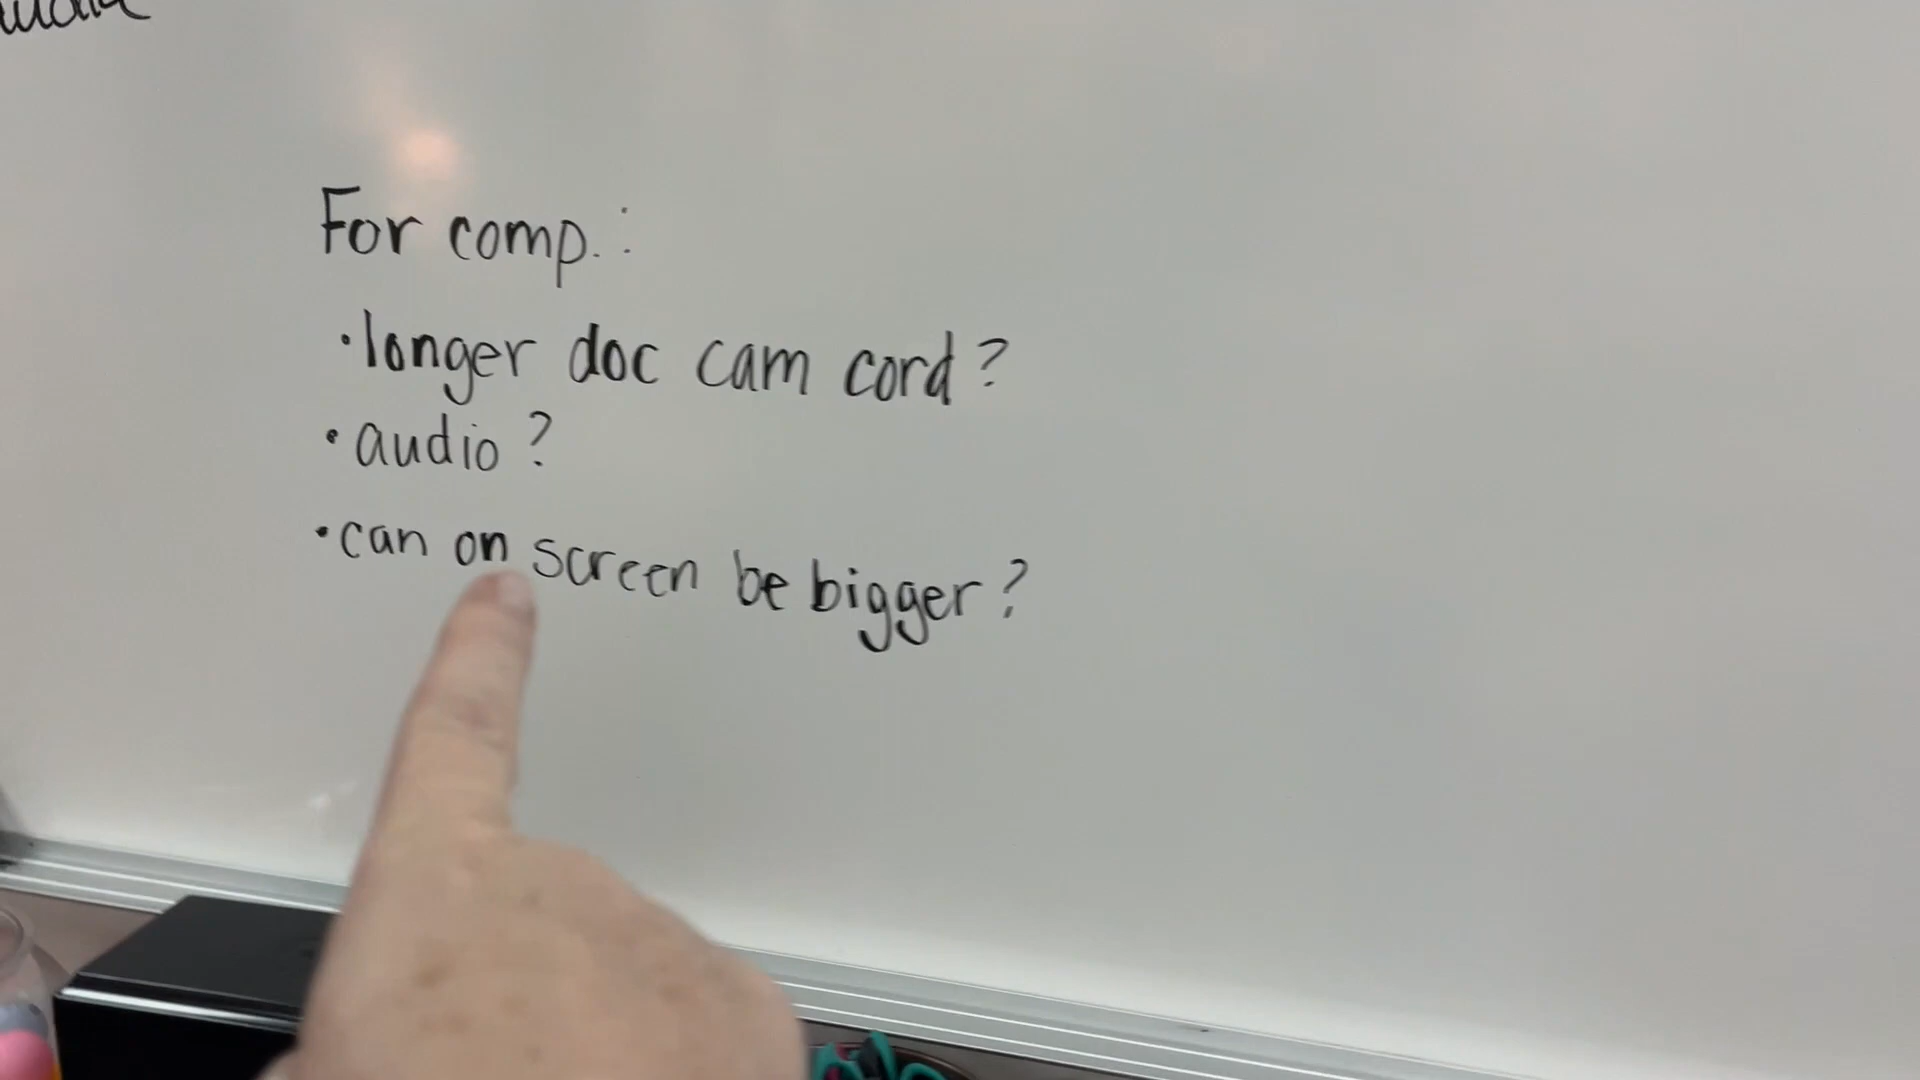 For comp.:
• longer doc cam cord?
• audio?
• can on screen be bigger?